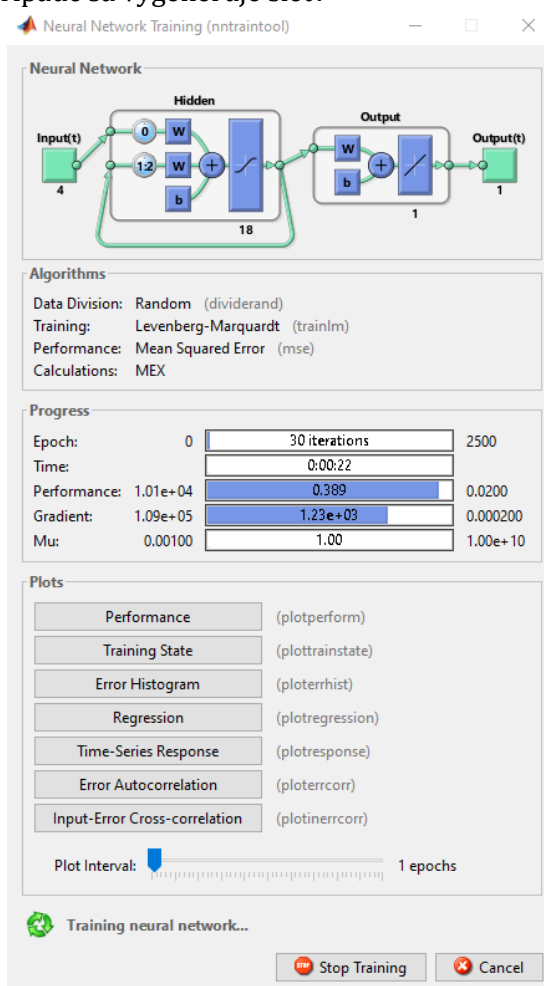 sa vygeneruje sieť.
Neural Network Training (nntraintool)
Neural Network
Hidden
Output
Input(t)
Output(t)
0
W
1:2
W
b
W
b
4
18
1
1
Algorithms
Data Division: Random (dividerand)
Training: Levenberg-Marquardt (trainlm)
Performance: Mean Squared Error (mse)
Calculations: MEX
Progress
Epoch: 0 30 iterations 2500
Time: 0:00:22
Performance: 1.01e+04 0.389 0.0200
Gradient: 1.09e+05 1.23e+03 0.000200
Mu: 0.00100 1.00 1.00e+10
Plots
Performance (plotperform)
Training State (plottrainstate)
Error Histogram (ploterrhist)
Regression (plotregression)
Time-Series Response (plotresponse)
Error Autocorrelation (ploterrcorr)
Input-Error Cross-correlation (plotinerrcorr)
Plot Interval: 1 epochs
Training neural network...
STOP Stop Training Cancel